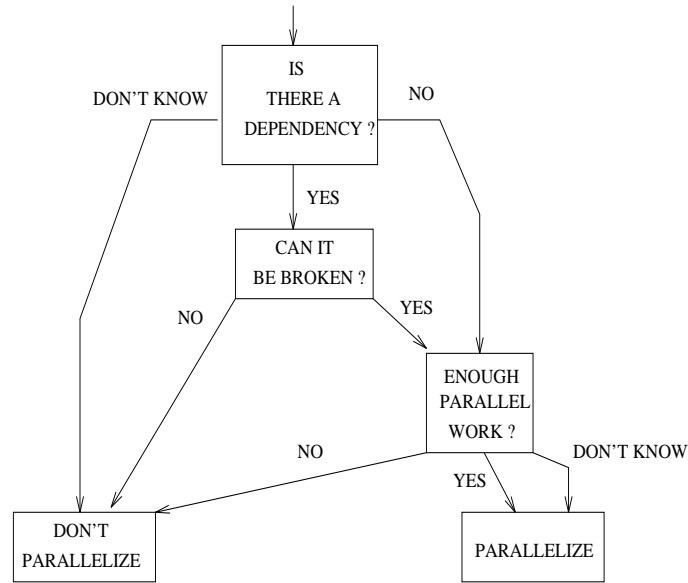 IS
THERE A
DEPENDENCY ?
DON'T KNOW
NO
YES
CAN IT
BE BROKEN ?
NO
YES
ENOUGH
PARALLEL
WORK ?
NO
YES
DON'T KNOW
DON'T
PARALLELIZE
PARALLELIZE